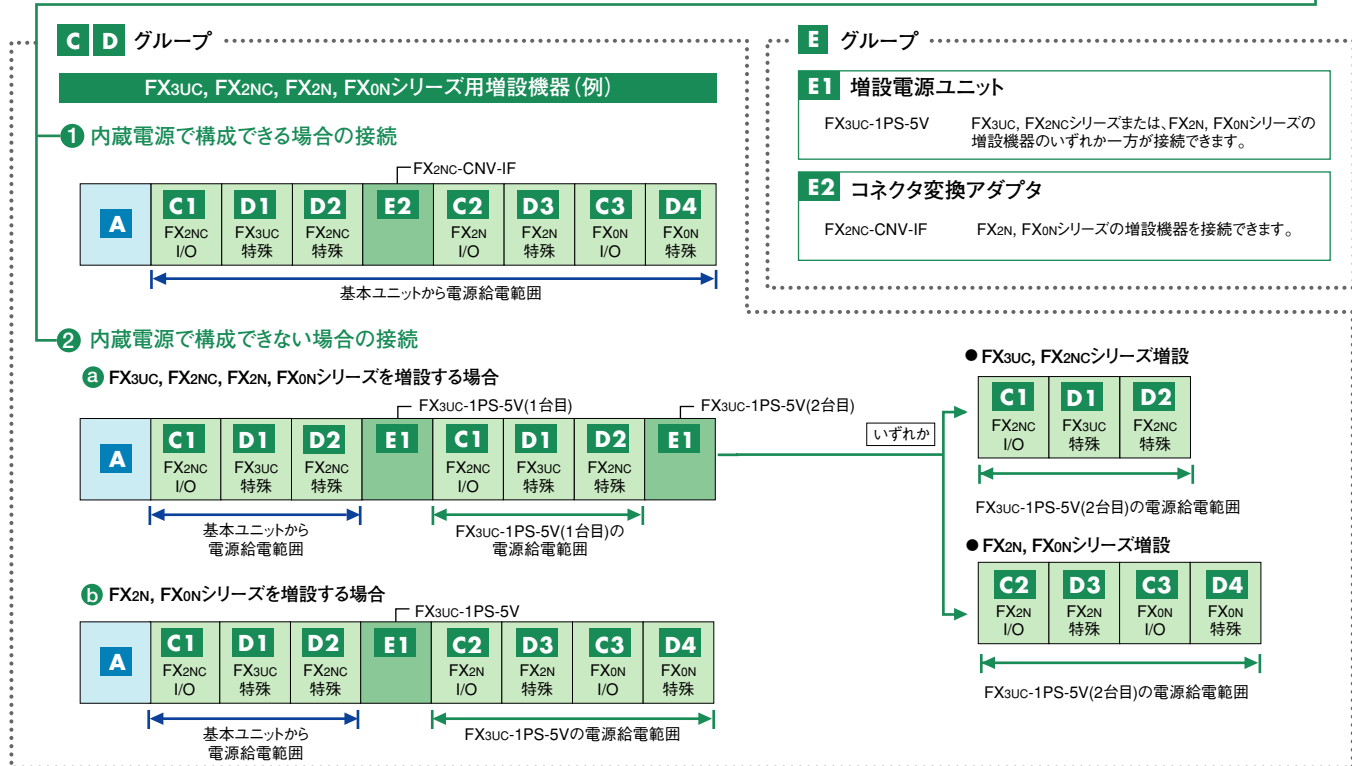 C D グループ
FX3UC, FX2NC, FX2N, FX0Nシリーズ用増設機器(例)
1 内蔵電源で構成できる場合の接続
FX2NC-CNV-IF
A
C1 D1 D2 E2 C2 D3 C3 D4
FX2NC FX3UC FX2NC FX2N FX2N FX0N FX0N
I/O 特殊 特殊 I/O 特殊 I/O 特殊
基本ユニットから電源給電範囲
E グループ
E1 増設電源ユニット
FX3UC-1PS-5V FX3UC, FX2NCシリーズまたは、FX2N, FX0Nシリーズの
増設機器のいずれか一方が接続できます。
E2 コネクタ変換アダプタ
FX2NC-CNV-IF FX2N, FX0Nシリーズの増設機器を接続できます。
2 内蔵電源で構成できない場合の接続
a FX3UC, FX2NC, FX2N, FX0Nシリーズを増設する場合
FX3UC-1PS-5V(1台目) FX3UC-1PS-5V(2台目)
A
C1 D1 D2 E1 C1 D1 D2 E1
FX2NC FX3UC FX2NC FX2NC FX3UC FX2NC
I/O 特殊 特殊 I/O 特殊 特殊
基本ユニットから
電源給電範囲
FX3UC-1PS-5V(1台目)の
電源給電範囲
いずれか
●FX3UC, FX2NCシリーズ増設
C1 D1 D2
FX2NC FX3UC FX2NC
I/O 特殊 特殊
FX3UC-1PS-5V(2台目)の電源給電範囲
●FX2N, FX0Nシリーズ増設
C2 D3 C3 D4
FX2N FX2N FX0N FX0N
I/O 特殊 I/O 特殊
FX3UC-1PS-5V(2台目)の電源給電範囲
b FX2N, FX0Nシリーズを増設する場合
FX3UC-1PS-5V
A
C1 D1 D2 E1 C2 D3 C3 D4
FX2NC FX3UC FX2NC FX2N FX2N FX0N FX0N
I/O 特殊 特殊 I/O 特殊 I/O 特殊
基本ユニットから
電源給電範囲
FX3UC-1PS-5Vの電源給電範囲